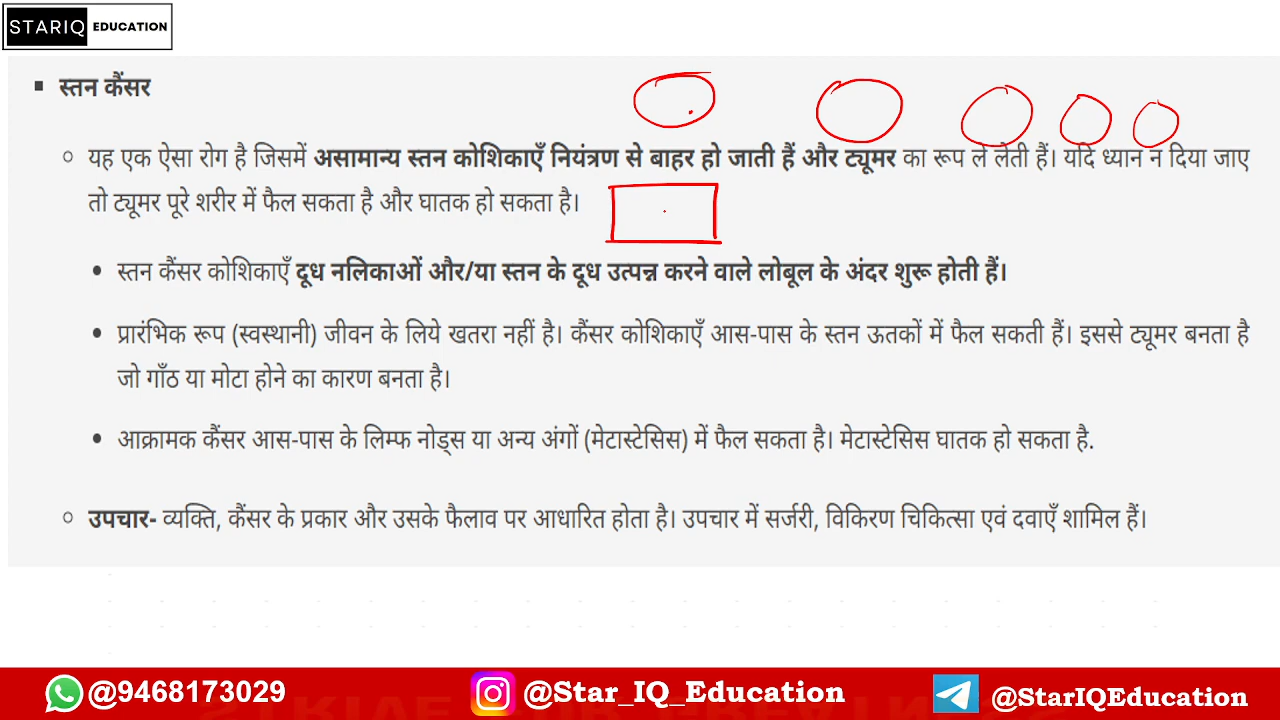 STARIQ EDUCATION
स्तन कैंसर
यह एक ऐसा रोग है जिसमें असामान्य स्तन कोशिकाएँ नियंत्रण से बाहर हो जाती हैं और ट्यूमर का रूप ले लेती हैं। यदि ध्यान न दिया जाए
तो ट्यूमर पूरे शरीर में फैल सकता है और घातक हो सकता है।
स्तन कैंसर कोशिकाएँ दूध नलिकाओं और/या स्तन के दूध उत्पन्न करने वाले लोबूल के अंदर शुरू होती हैं।
प्रारंभिक रूप (स्वस्थानी) जीवन के लिये खतरा नहीं है। कैंसर कोशिकाएँ आस-पास के स्तन ऊतकों में फैल सकती हैं। इससे ट्यूमर बनता है
जो गाँठ या मोटा होने का कारण बनता है।
आक्रामक कैंसर आस-पास के लिम्फ नोड्स या अन्य अंगों (मेटास्टेसिस) में फैल सकता है। मेटास्टेसिस घातक हो सकता है.
उपचार- व्यक्ति, कैंसर के प्रकार और उसके फैलाव पर आधारित होता है। उपचार में सर्जरी, विकिरण चिकित्सा एवं दवाएँ शामिल हैं।
@9468173029 @Star_IQ_Education @StarIQEducation